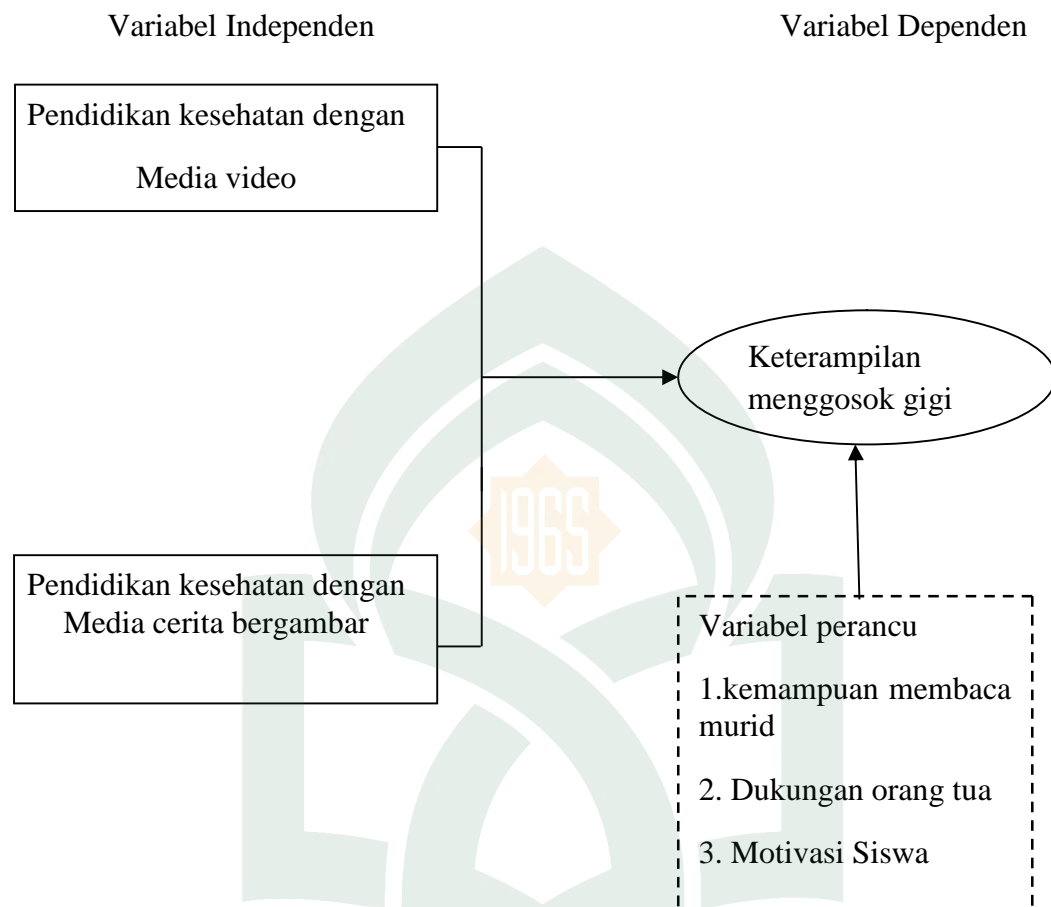 Variabel Independen
Variabel Dependen
Pendidikan kesehatan dengan
Media video
Keterampilan
menggosok gigi
1965
Pendidikan kesehatan dengan
Media cerita bergambar
Variabel perancu
1.kemampuan membaca
murid
2. Dukungan orang tua
3. Motivasi Siswa